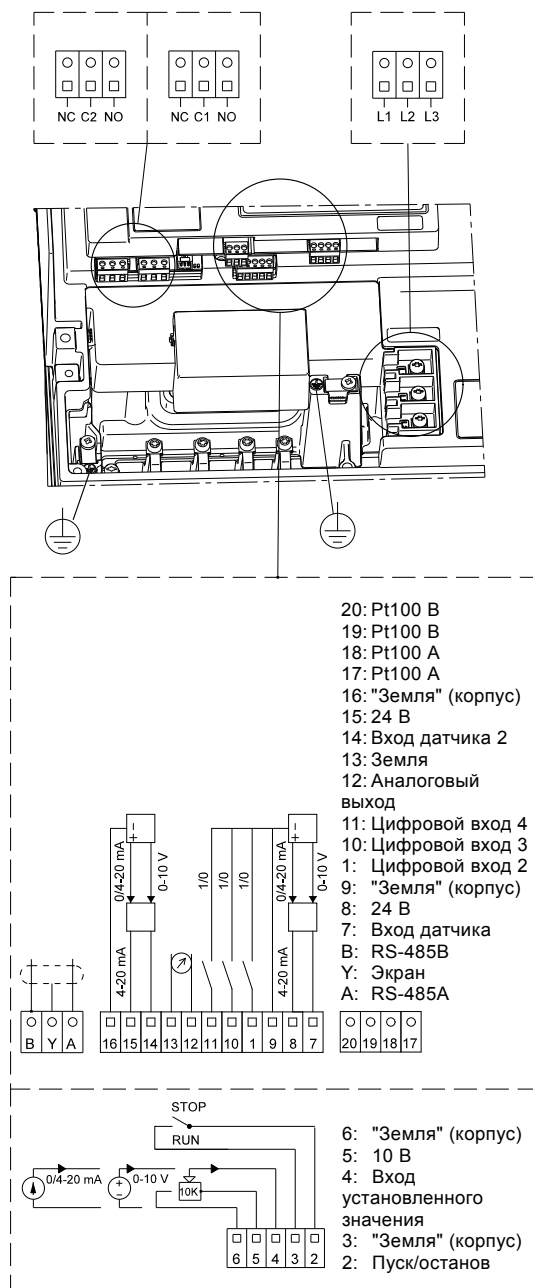 NC C2 NO
NC C1 NO
L1 L2 L3
20: Pt100 B
19: Pt100 B
18: Pt100 A
17: Pt100 A
16: "Земля" (корпус)
15: 24 В
14: Вход датчика 2
13: Земля
12: Аналоговый
выход
11: Цифровой вход 4
10: Цифровой вход 3
1: Цифровой вход 2
9: "Земля" (корпус)
8: 24 В
7: Вход датчика
B: RS-485B
Y: Экран
A: RS-485A
- +
0/4-20 mA
0-10 V
4-20 mA
1/0
1/0
1/0
- +
0/4-20 mA
0-10 V
4-20 mA
B Y A
16 15 14 13 12 11 10 1 9 8 7
20 19 18 17
STOP
RUN
0/4-20 mA
+ -
0-10 V
10K
6 5 4 3 2
6: "Земля" (корпус)
5: 10 В
4: Вход
установленного
значения
3: "Земля" (корпус)
2: Пуск/останов